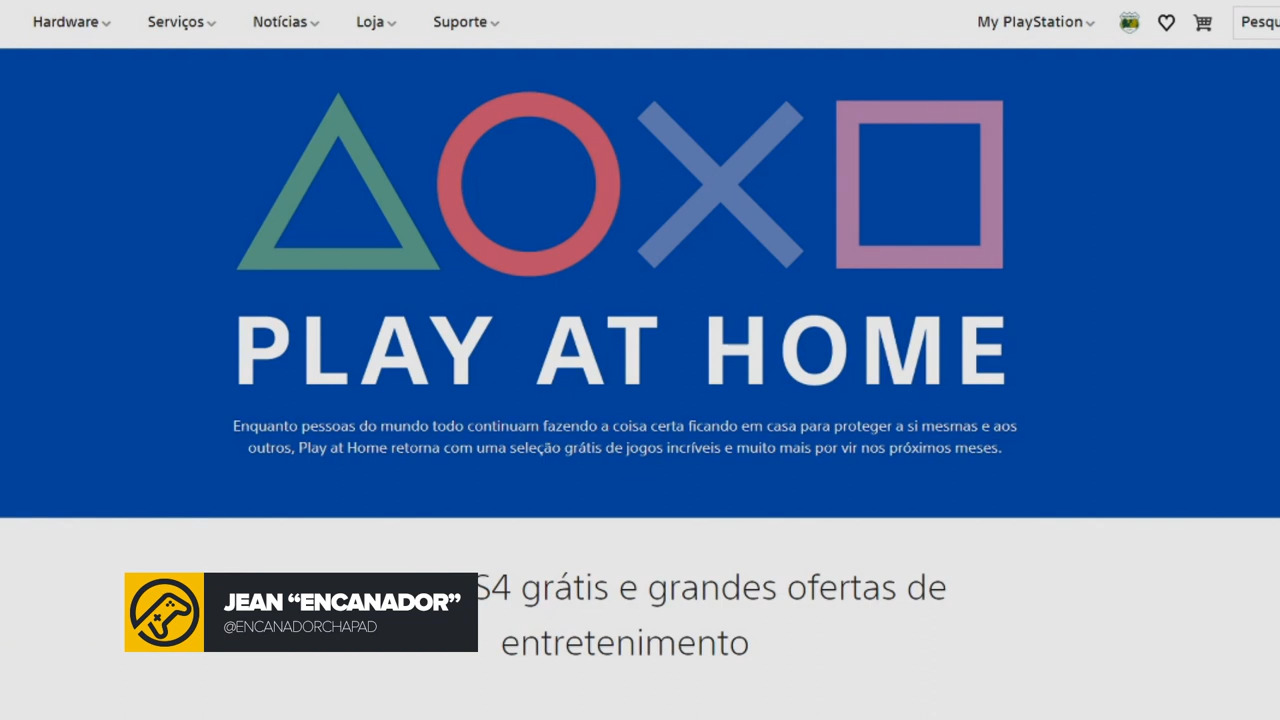 Hardware Serviços Notícias Loja Suporte My PlayStation Pesqu
PLAY AT HOME
Enquanto pessoas do mundo todo continuam fazendo a coisa certa ficando em casa para proteger a si mesmas e aos
outros, Play at Home retorna com uma seleção grátis de jogos incríveis e muito mais por vir nos próximos meses.
S4 grátis e grandes ofertas de
entretenimento
JEAN “ENCANADOR”
@ENCANADORCHAPAD